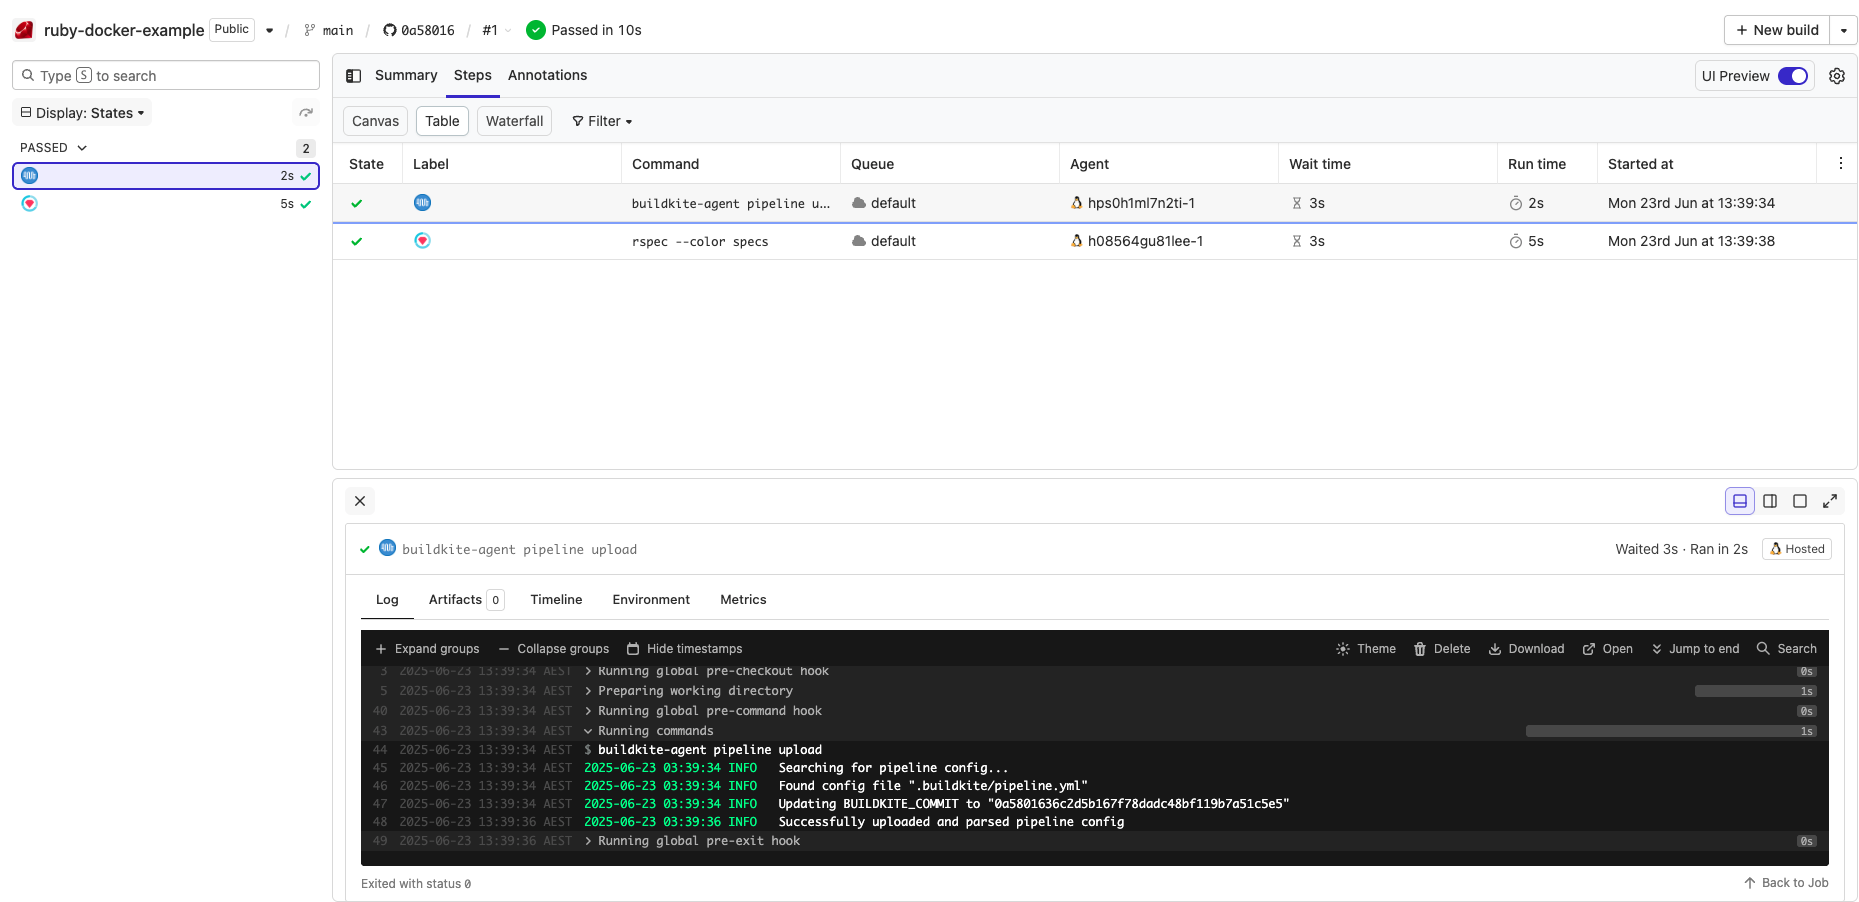 ruby-docker-example Public / main / 0a58016 / #1 Passed in 10s
New build
Type S to search
Display: States
PASSED 2
2s
5s
Summary Steps Annotations
UI Preview
Canvas Table Waterfall Filter
State Label Command Queue Agent Wait time Run time Started at
buildkite-agent pipeline u... default hps0h1ml7n2ti-1 3s 2s Mon 23rd Jun at 13:39:34
rspec --color specs default h08564gu81lee-1 3s 5s Mon 23rd Jun at 13:39:38
buildkite-agent pipeline upload
Waited 3s · Ran in 2s Hosted
Log Artifacts 0 Timeline Environment Metrics
Expand groups Collapse groups Hide timestamps Theme Delete Download Open Jump to end Search
3 2025-06-23 13:39:34 AEST > Running global pre-checkout hook 0s
5 2025-06-23 13:39:34 AEST > Preparing working directory 1s
40 2025-06-23 13:39:34 AEST > Running global pre-command hook 0s
43 2025-06-23 13:39:34 AEST Running commands 1s
44 2025-06-23 13:39:34 AEST $ buildkite-agent pipeline upload
45 2025-06-23 13:39:34 AEST 2025-06-23 03:39:34 INFO Searching for pipeline config...
46 2025-06-23 13:39:34 AEST 2025-06-23 03:39:34 INFO Found config file ".buildkite/pipeline.yml"
47 2025-06-23 13:39:34 AEST 2025-06-23 03:39:34 INFO Updating BUILDKITE_COMMIT to "0a5801636c2d5b167f78dadc48bf119b7a51c5e5"
48 2025-06-23 13:39:36 AEST 2025-06-23 03:39:36 INFO Successfully uploaded and parsed pipeline config
49 2025-06-23 13:39:36 AEST > Running global pre-exit hook 0s
Exited with status 0
Back to Job